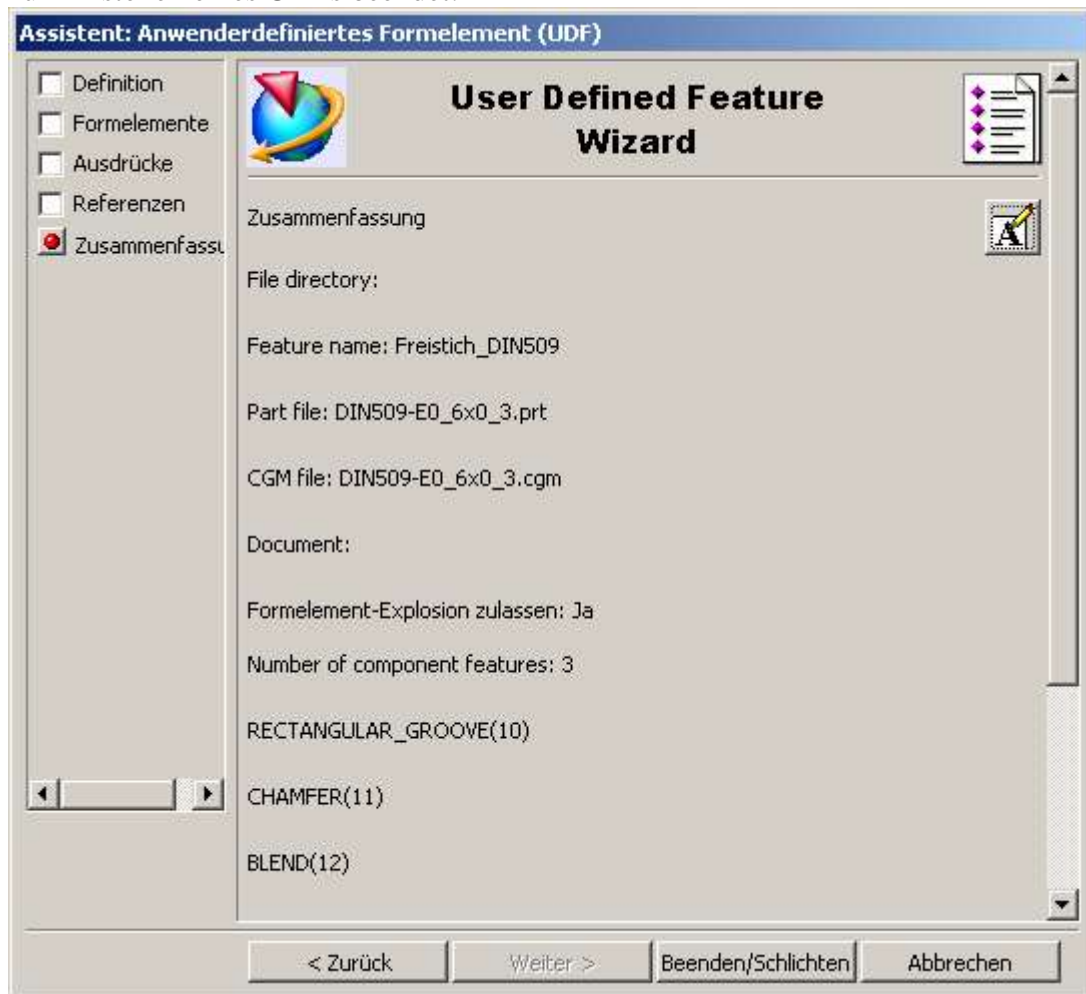 Assistent: Anwenderdefiniertes Formelement (UDF)
Definition
Formelemente
Ausdrücke
Referenzen
Zusammenfassu
User Defined Feature
Wizard
Zusammenfassung
File directory:
Feature name: Freistich_DIN509
Part file: DIN509-E0_6x0_3.prt
CGM file: DIN509-E0_6x0_3.cgm
Document:
Formelement-Explosion zulassen: Ja
Number of component features: 3
RECTANGULAR_GROOVE(10)
CHAMFER(11)
BLEND(12)
< Zurück
Weiter >
Beenden/Schlichten
Abbrechen